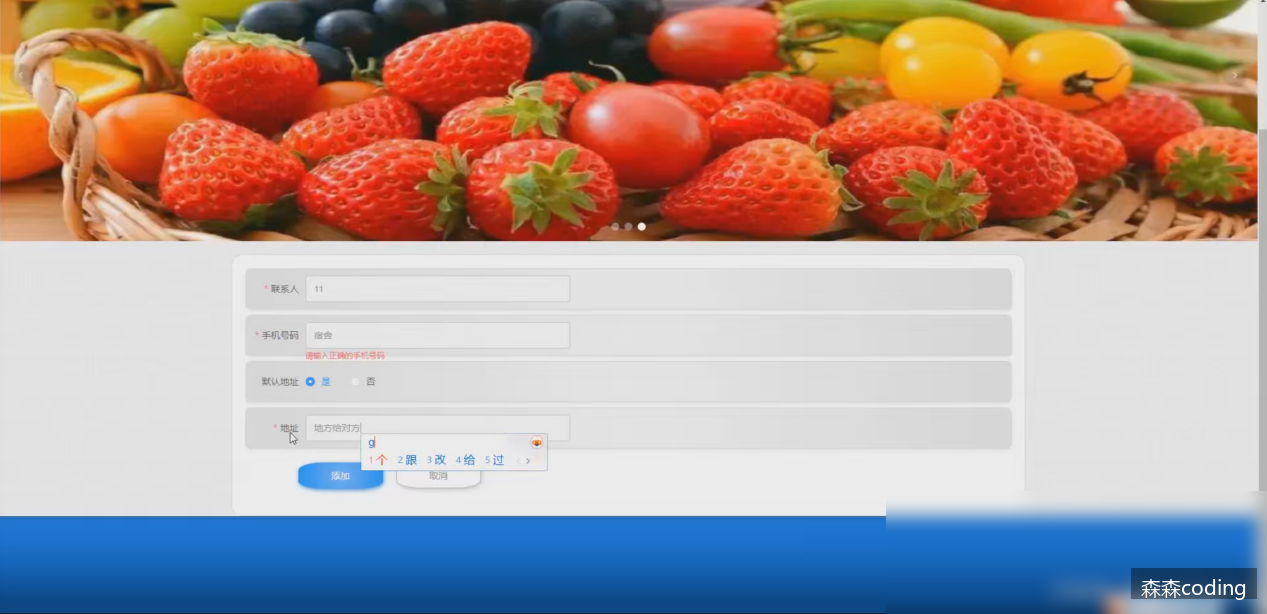 * 联系人 11
* 手机号码 宿舍
请输入正确的手机号码
默认地址 是 否
* 地址 地方给对方
g
1个 2跟 3改 4给 5过
添加 取消
森森coding